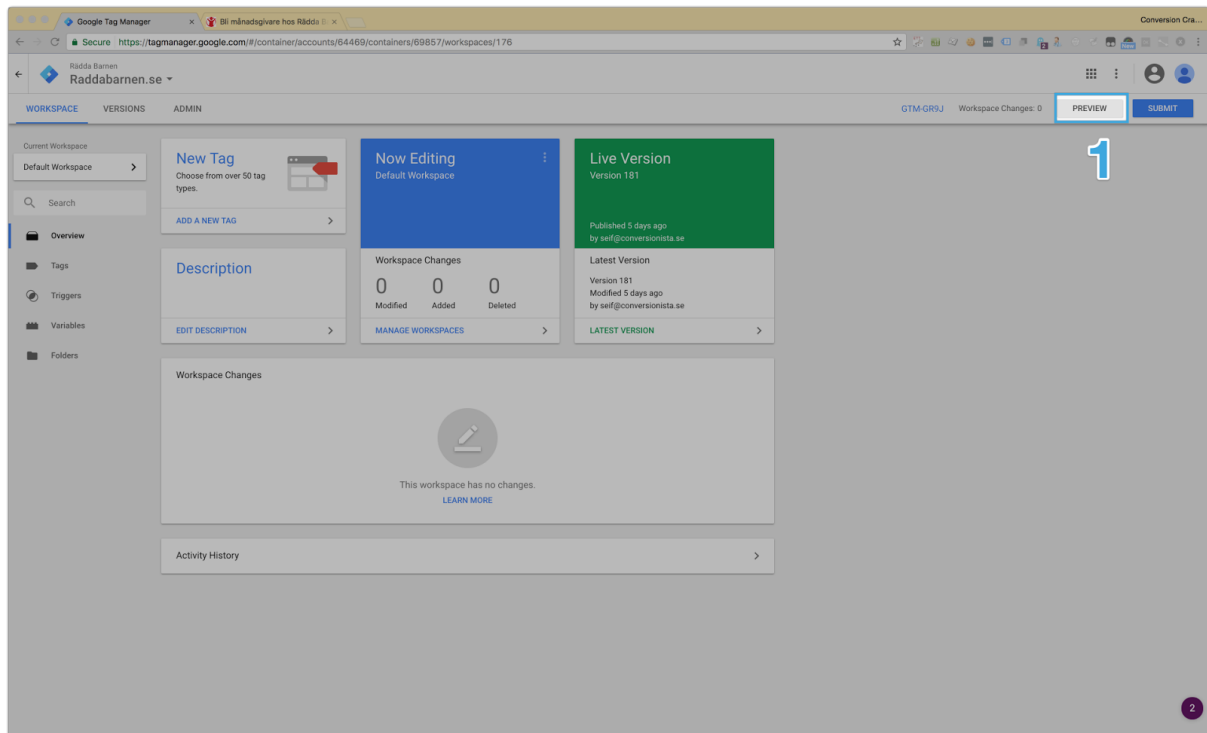 Google Tag Manager
Bli månadsgivare hos Rädda B
Conversion Cra...
Secure https://tagmanager.google.com/#/container/accounts/64469/containers/69857/workspaces/176
Rädda Barnen
Raddabarnen.se
WORKSPACE VERSIONS ADMIN
GTM-GR9J Workspace Changes: 0 PREVIEW SUBMIT
1
Current Workspace
Default Workspace
Search
Overview
Tags
Triggers
Variables
Folders
New Tag
Choose from over 50 tag
types.
ADD A NEW TAG
Description
EDIT DESCRIPTION
Now Editing
Default Workspace
Workspace Changes
0 0 0
Modified Added Deleted
MANAGE WORKSPACES
Live Version
Version 181
Published 5 days ago
by seif@conversionista.se
Latest Version
Version 181
Modified 5 days ago
by seif@conversionista.se
LATEST VERSION
Workspace Changes
This workspace has no changes.
LEARN MORE
Activity History
2